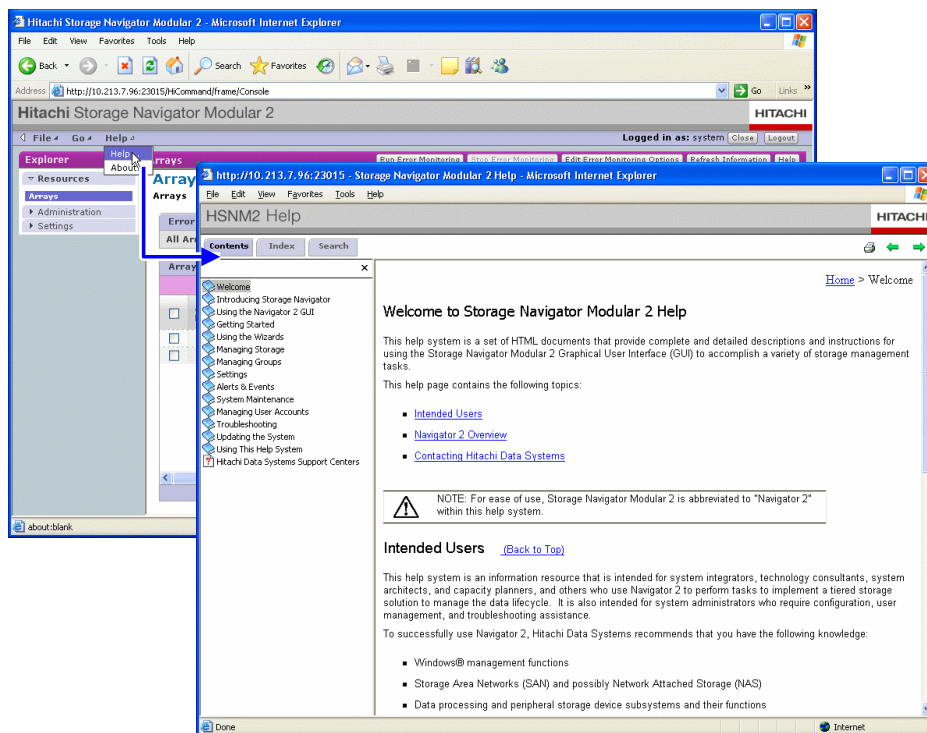 Hitachi Storage Navigator Modular 2 - Microsoft Internet Explorer
File Edit View Favorites Tools Help
Back Search Favorites
Address http://10.213.7.96:23015/HiCommand/frame/Console Go Links »
Hitachi Storage Navigator Modular 2 HITACHI
File Go Help Logged in as: system Close Logout
Help
About
Explorer
Resources
Arrays
Administration
Settings
rrays Run Error Monitoring Stop Error Monitoring Edit Error Monitoring Options Refresh Information Help
Array
Arrays
Error
All Arr
Array
about:blank
http://10.213.7.96:23015 - Storage Navigator Modular 2 Help - Microsoft Internet Explorer
File Edit View Favorites Tools Help
HSNM2 Help HITACHI
Contents Index Search
x
Welcome
Introducing Storage Navigator
Using the Navigator 2 GUI
Getting Started
Using the Wizards
Managing Storage
Managing Groups
Settings
Alerts & Events
System Maintenance
Managing User Accounts
Troubleshooting
Updating the System
Using This Help System
? Hitachi Data Systems Support Centers
Home > Welcome
Welcome to Storage Navigator Modular 2 Help
This help system is a set of HTML documents that provide complete and detailed descriptions and instructions for
using the Storage Navigator Modular 2 Graphical User Interface (GUI) to accomplish a variety of storage management
tasks.
This help page contains the following topics:
▪ Intended Users
▪ Navigator 2 Overview
▪ Contacting Hitachi Data Systems
NOTE: For ease of use, Storage Navigator Modular 2 is abbreviated to "Navigator 2"
within this help system.
Intended Users (Back to Top)
This help system is an information resource that is intended for system integrators, technology consultants, system
architects, and capacity planners, and others who use Navigator 2 to perform tasks to implement a tiered storage
solution to manage the data lifecycle. It is also intended for system administrators who require configuration, user
management, and troubleshooting assistance.
To successfully use Navigator 2, Hitachi Data Systems recommends that you have the following knowledge:
▪ Windows® management functions
▪ Storage Area Networks (SAN) and possibly Network Attached Storage (NAS)
▪ Data processing and peripheral storage device subsystems and their functions
Done Internet